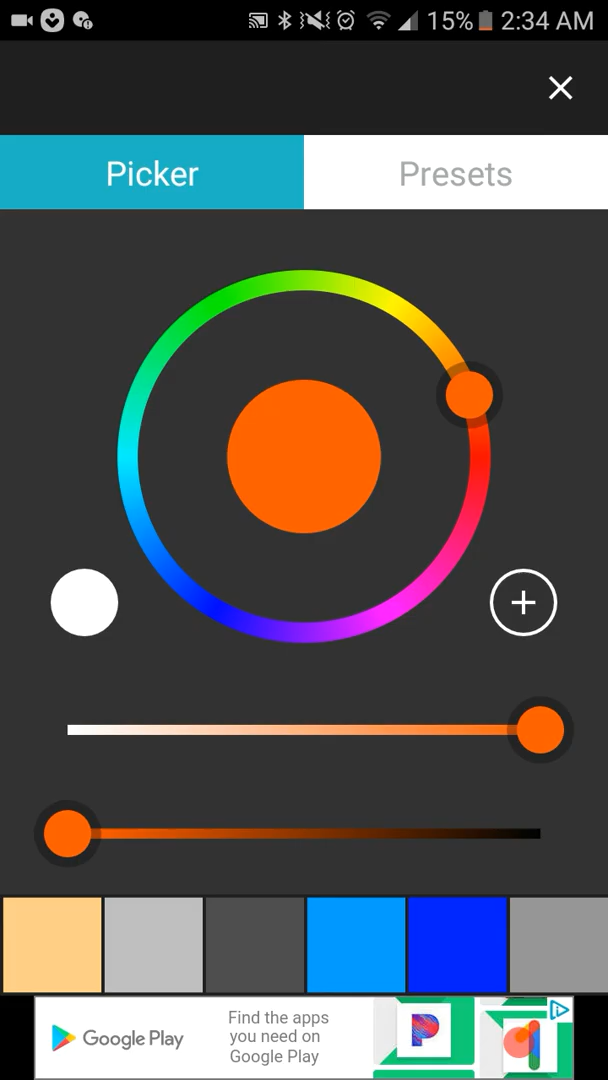 15% 2:34 AM
Picker
Presets
Google Play
Find the apps
you need on
Google Play